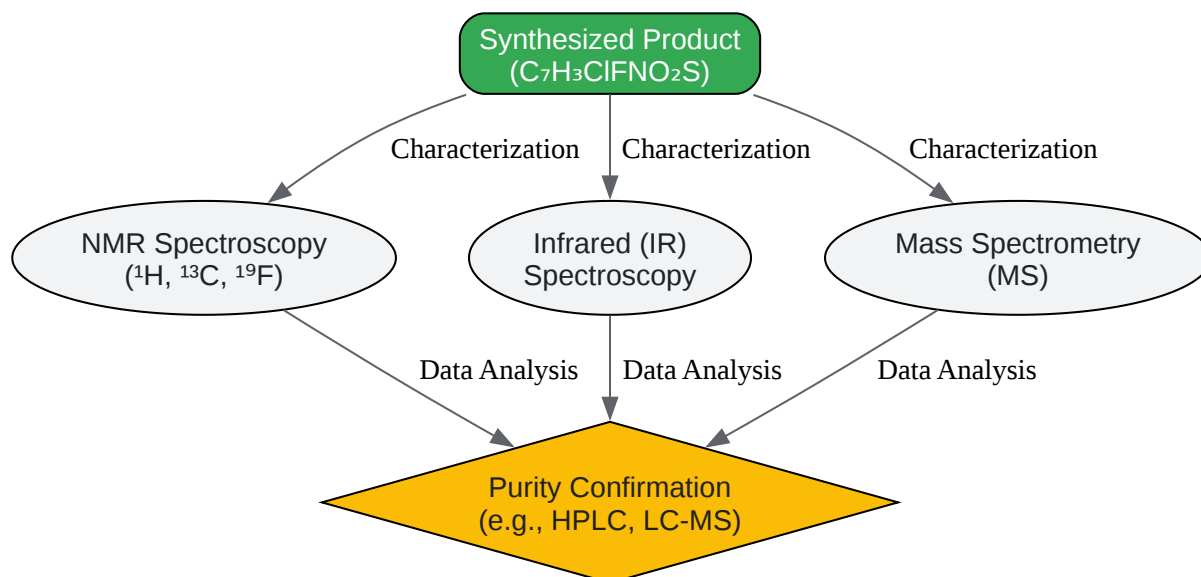 Synthesized Product
(C₇H₃ClFNO₂S)
Characterization
Characterization
Characterization
NMR Spectroscopy
(¹H, ¹³C, ¹⁹F)
Infrared (IR)
Spectroscopy
Mass Spectrometry
(MS)
Data Analysis
Data Analysis
Data Analysis
Purity Confirmation
(e.g., HPLC, LC-MS)